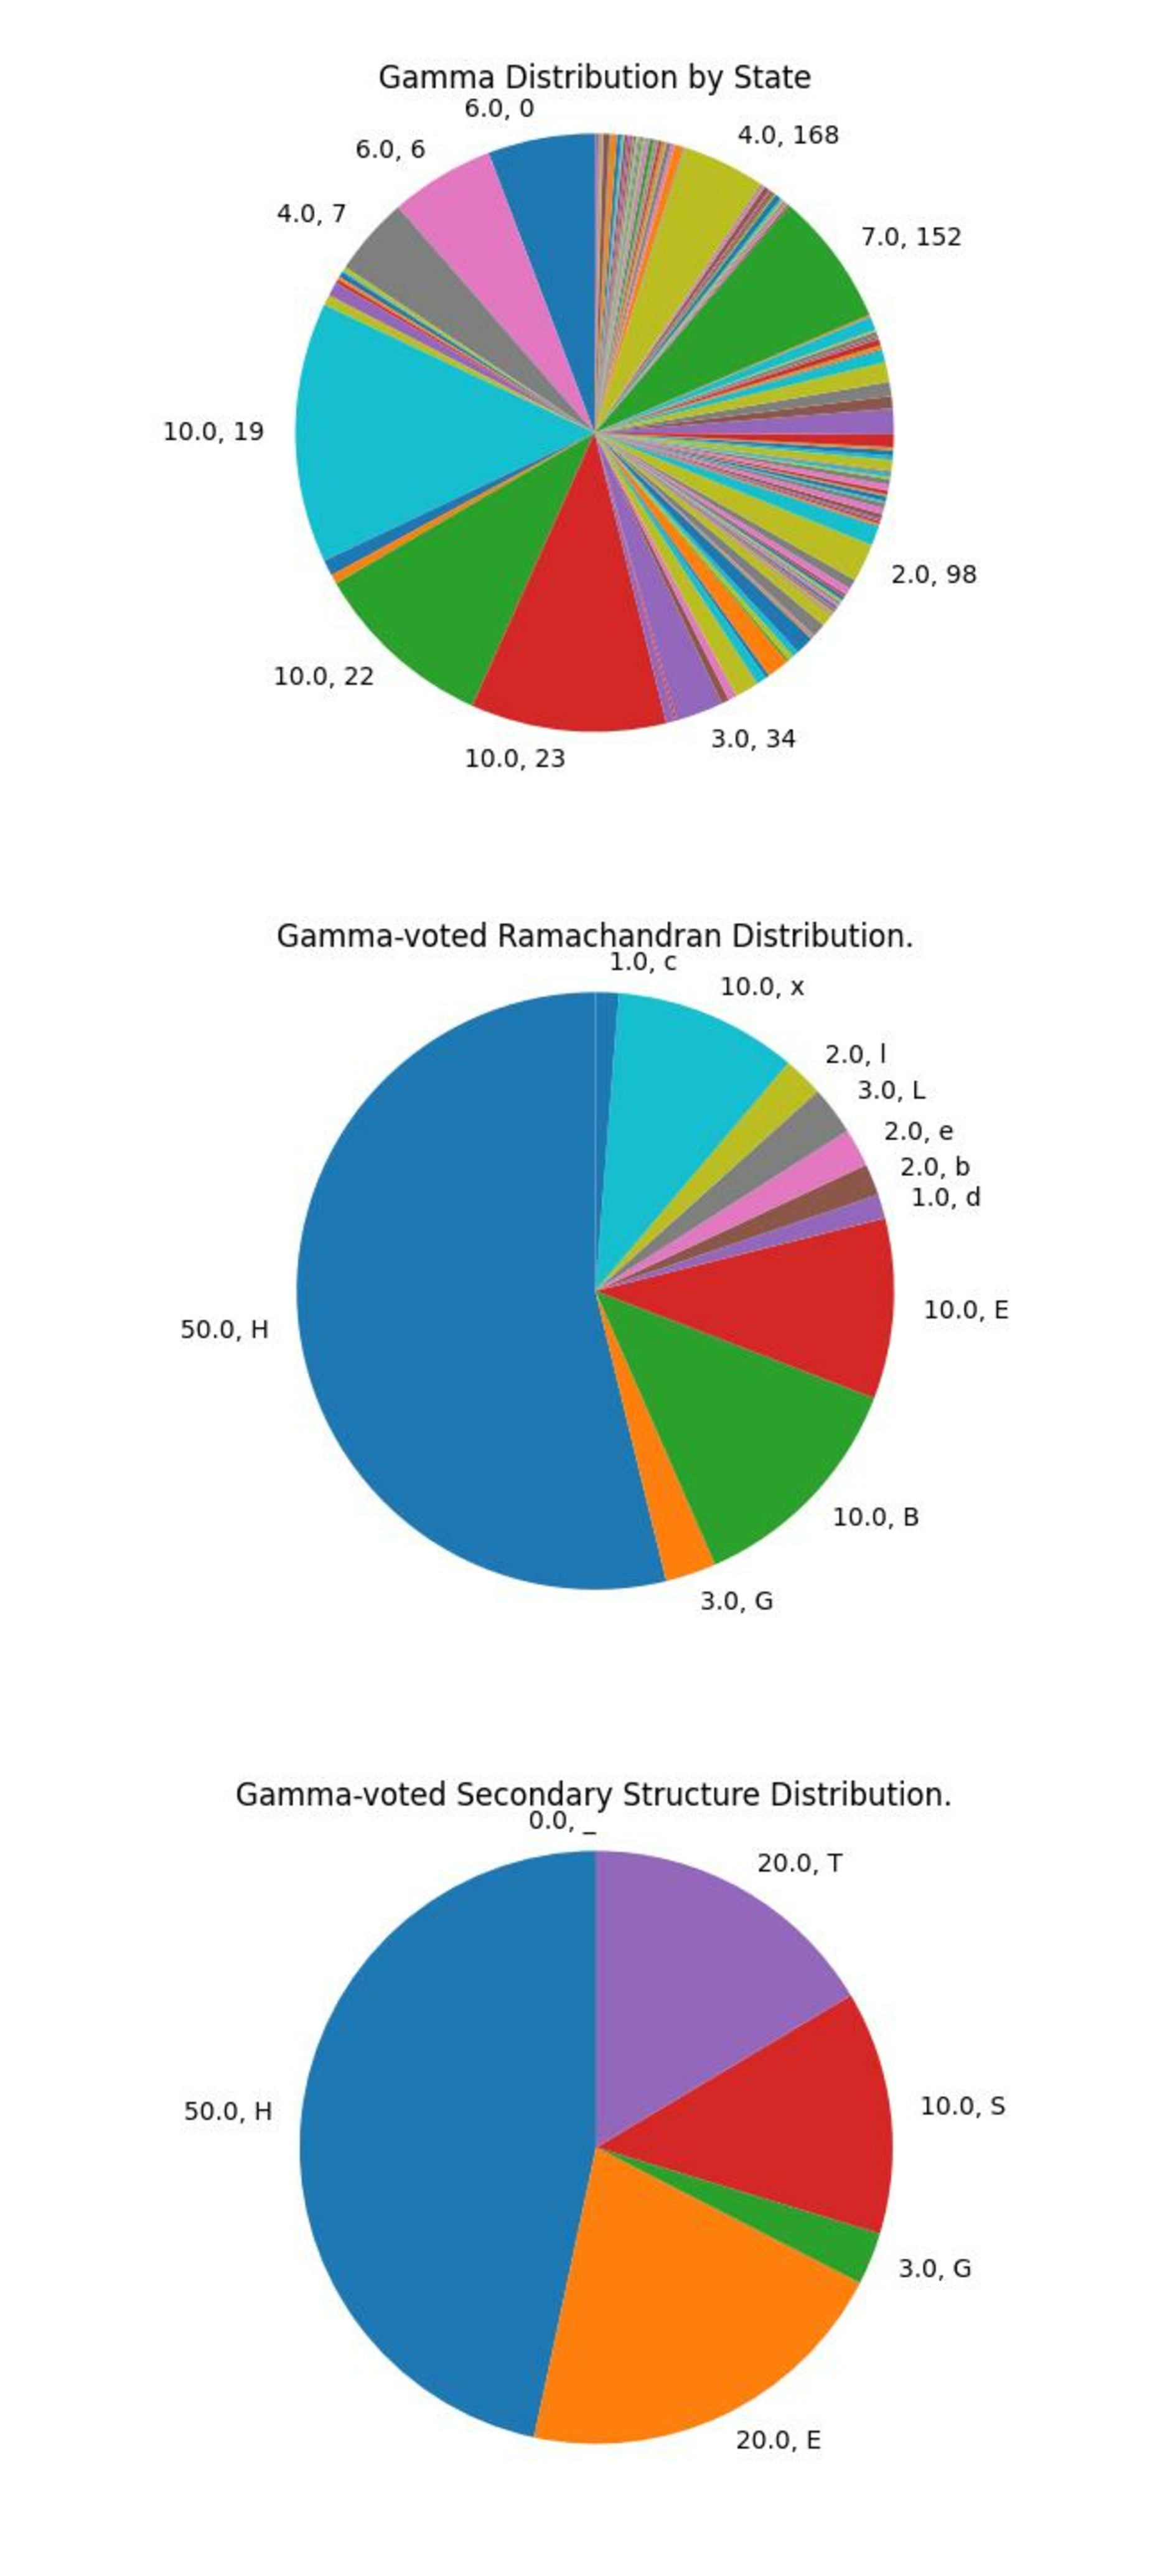 Gamma Distribution by State
6.0, 0
4.0, 168
6.0, 6
4.0, 7
7.0, 152
10.0, 19
2.0, 98
10.0, 22
3.0, 34
10.0, 23
Gamma-voted Ramachandran Distribution.
1.0, c
10.0, x
2.0, l
3.0, L
2.0, e
2.0, b
1.0, d
10.0, E
50.0, H
10.0, B
3.0, G
Gamma-voted Secondary Structure Distribution.
0.0, _
20.0, T
10.0, S
50.0, H
3.0, G
20.0, E